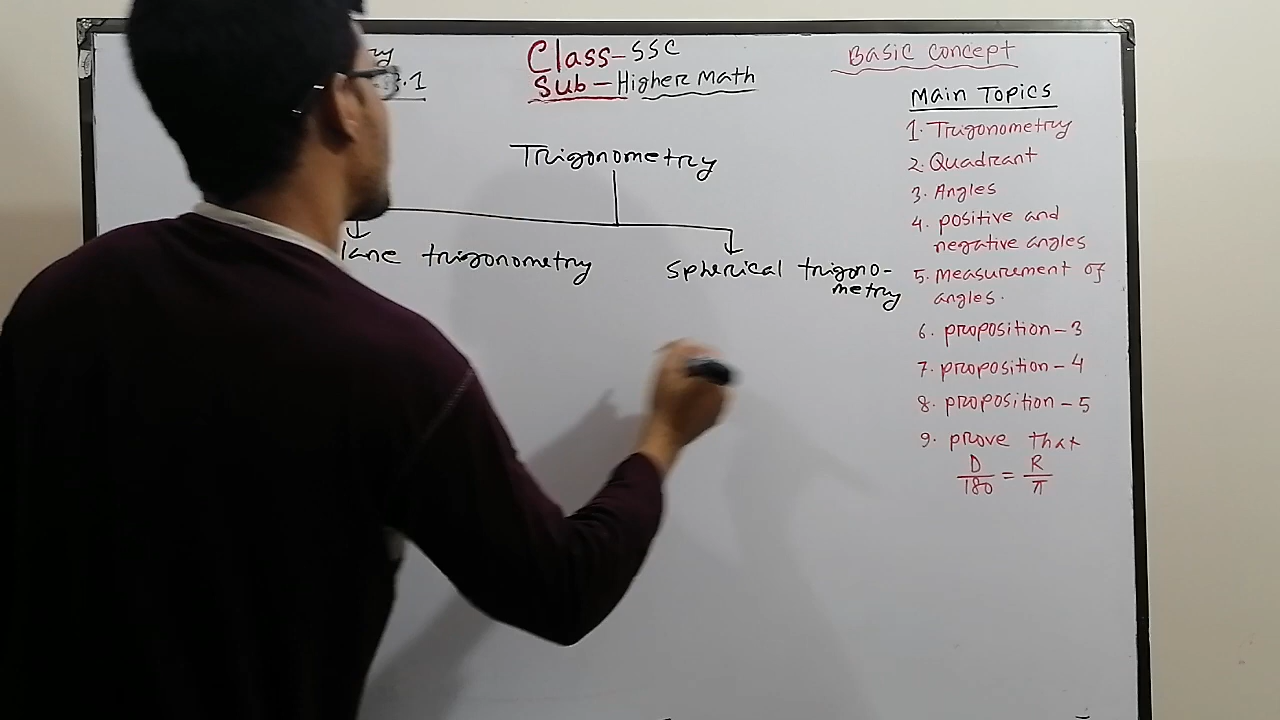 Class-SSC
Sub-Higher Math
Basic Concept
Main Topics
1. Trigonometry
2. Quadrant
3. Angles
4. positive and
negative angles
5. measurement of
angles.
6. proposition-3
7. proposition-4
8. proposition-5
9. prove that
D/180 = R/π
Trigonometry
lane trigonometry
Spherical trigono-
metry